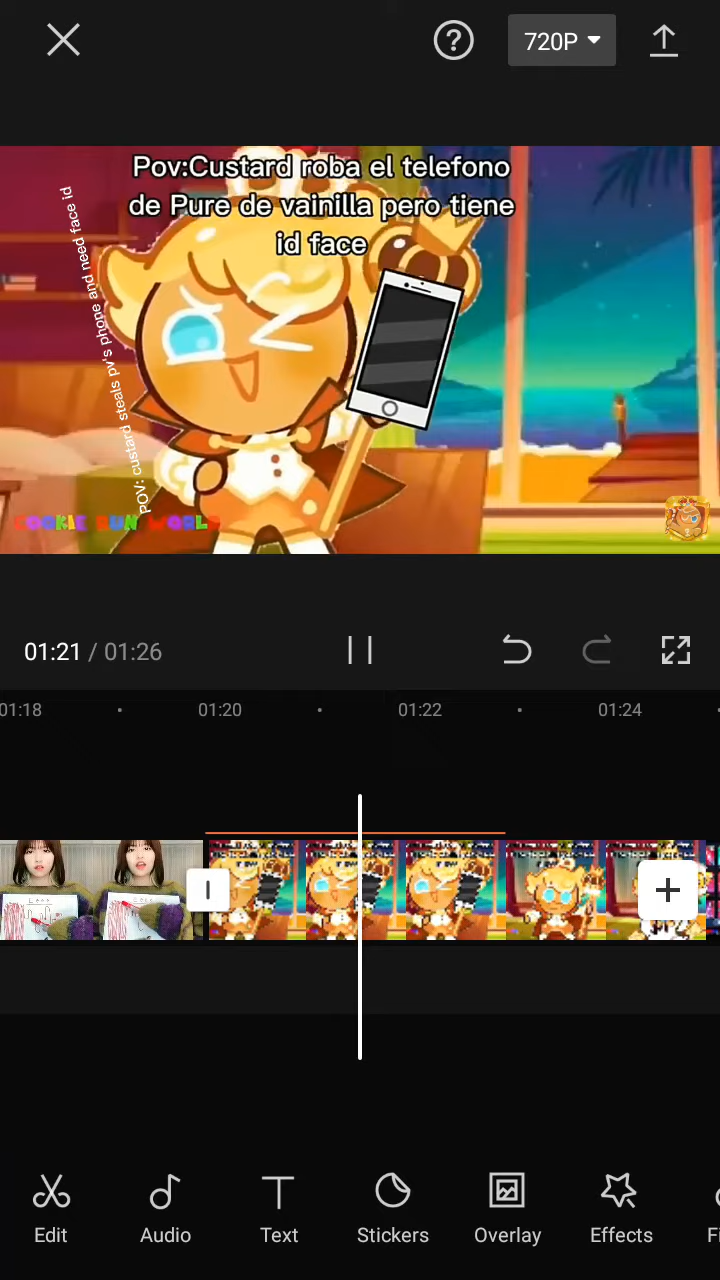 720P
Pov:Custard roba el telefono
de Pure de vainilla pero tiene
id face
POV: custard steals pv's phone and need face id
COOKIE RUN WORLD
01:21 / 01:26
01:18
01:20
01:22
01:24
Edit
Audio
Text
Stickers
Overlay
Effects